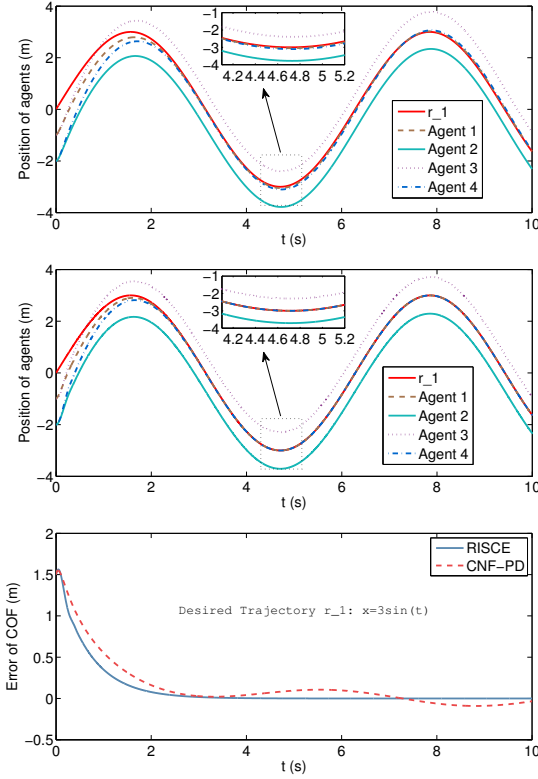 Position of agents (m)
4
2
0
−2
−4
0 2 4 6 8 10
t (s)
−1
−2
−3
−4
4.2 4.4 4.6 4.8 5 5.2
r_1
Agent 1
Agent 2
Agent 3
Agent 4
Position of agents (m)
4
2
0
−2
−4
0 2 4 6 8 10
t (s)
−1
−2
−3
−4
4.2 4.4 4.6 4.8 5 5.2
r_1
Agent 1
Agent 2
Agent 3
Agent 4
Error of COF (m)
2
1.5
1
0.5
0
−0.5
0 2 4 6 8 10
t (s)
RISCE
CNF−PD
Desired Trajectory r_1: x=3sin(t)